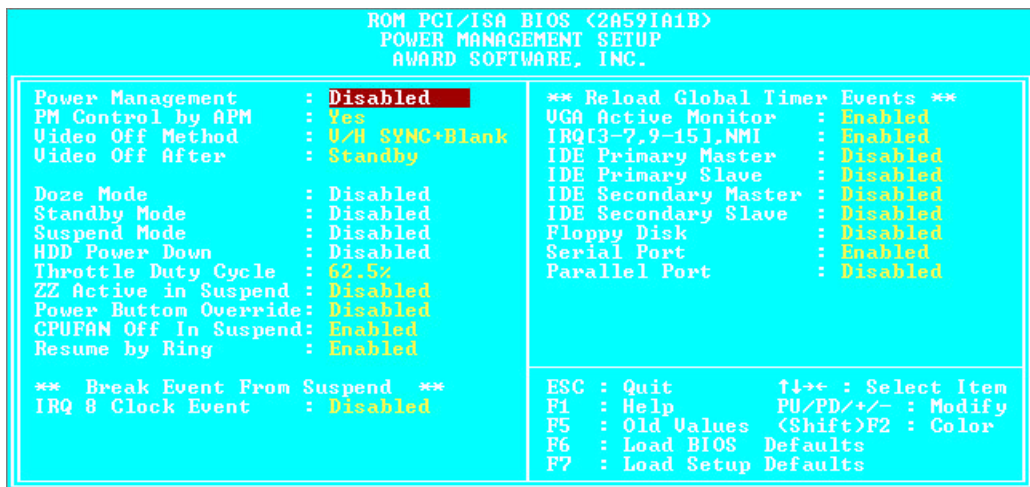 ROM PCI/ISA BIOS (2A59IA1B)
POWER MANAGEMENT SETUP
AWARD SOFTWARE, INC.
Power Management : Disabled
PM Control by APM : Yes
Video Off Method : V/H SYNC+Blank
Video Off After : Standby
Doze Mode : Disabled
Standby Mode : Disabled
Suspend Mode : Disabled
HDD Power Down : Disabled
Throttle Duty Cycle : 62.5%
ZZ Active in Suspend : Disabled
Power Buttom Override: Disabled
CPUFAN Off In Suspend: Enabled
Resume by Ring : Enabled
** Break Event From Suspend **
IRQ 8 Clock Event : Disabled
** Reload Global Timer Events **
VGA Active Monitor : Enabled
IRQ[3-7,9-15],NMI : Enabled
IDE Primary Master : Disabled
IDE Primary Slave : Disabled
IDE Secondary Master : Disabled
IDE Secondary Slave : Disabled
Floppy Disk : Disabled
Serial Port : Enabled
Parallel Port : Disabled
ESC : Quit ↑↓→← : Select Item
F1 : Help PU/PD/+/- : Modify
F5 : Old Values (Shift)F2 : Color
F6 : Load BIOS Defaults
F7 : Load Setup Defaults